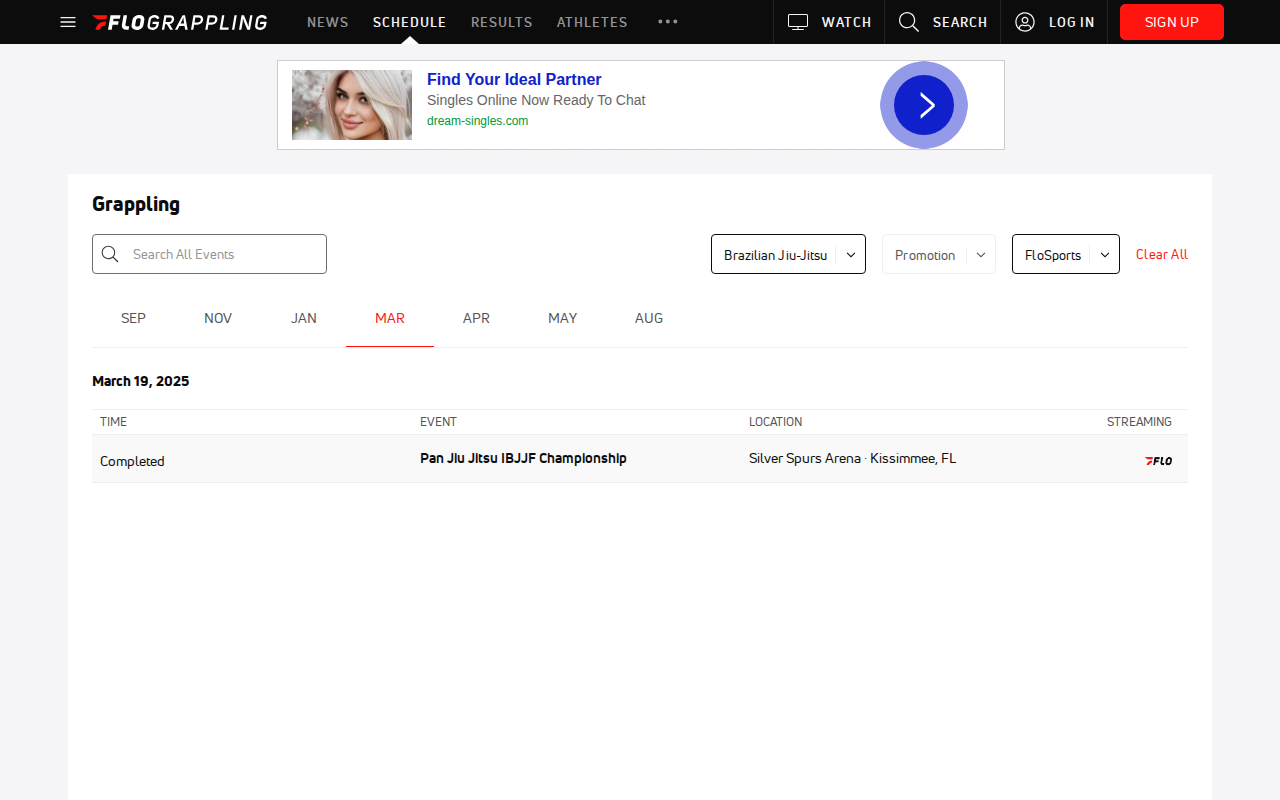 FLOGRAPPLING NEWS SCHEDULE RESULTS ATHLETES ••• WATCH SEARCH LOG IN SIGN UP
Find Your Ideal Partner
Singles Online Now Ready To Chat
dream-singles.com
Grappling
Search All Events Brazilian Jiu-Jitsu Promotion FloSports Clear All
SEP NOV JAN MAR APR MAY AUG
March 19, 2025
TIME EVENT LOCATION STREAMING
Completed Pan Jiu Jitsu IBJJF Championship Silver Spurs Arena · Kissimmee, FL FLO